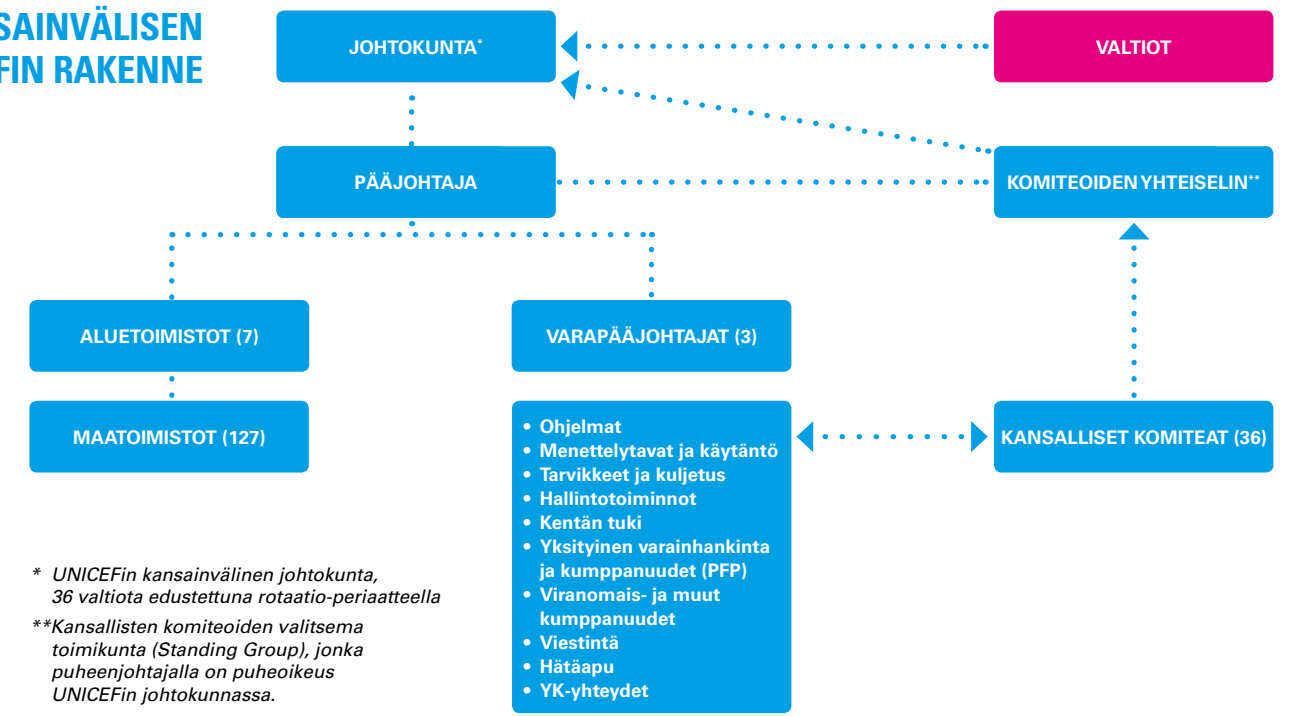 SAINVÄLISEN
FIN RAKENNE
JOHTOKUNTA*
VALTIOT
PÄÄJOHTAJA
KOMITEOIDEN YHTEISELIN**
ALUETOIMISTOT (7)
VARAPÄÄJOHTAJAT (3)
MAATOIMISTOT (127)
• Ohjelmat
• Menettelytavat ja käytäntö
• Tarvikkeet ja kuljetus
• Hallintotoiminnot
• Kentän tuki
• Yksityinen varainhankinta
ja kumppanuudet (PFP)
• Viranomais- ja muut
kumppanuudet
• Viestintä
• Hätäapu
• YK-yhteydet
KANSALLISET KOMITEAT (36)
* UNICEFin kansainvälinen johtokunta,
36 valtiota edustettuna rotaatio-periaatteella
**Kansallisten komiteoiden valitsema
toimikunta (Standing Group), jonka
puheenjohtajalla on puheoikeus
UNICEFin johtokunnassa.